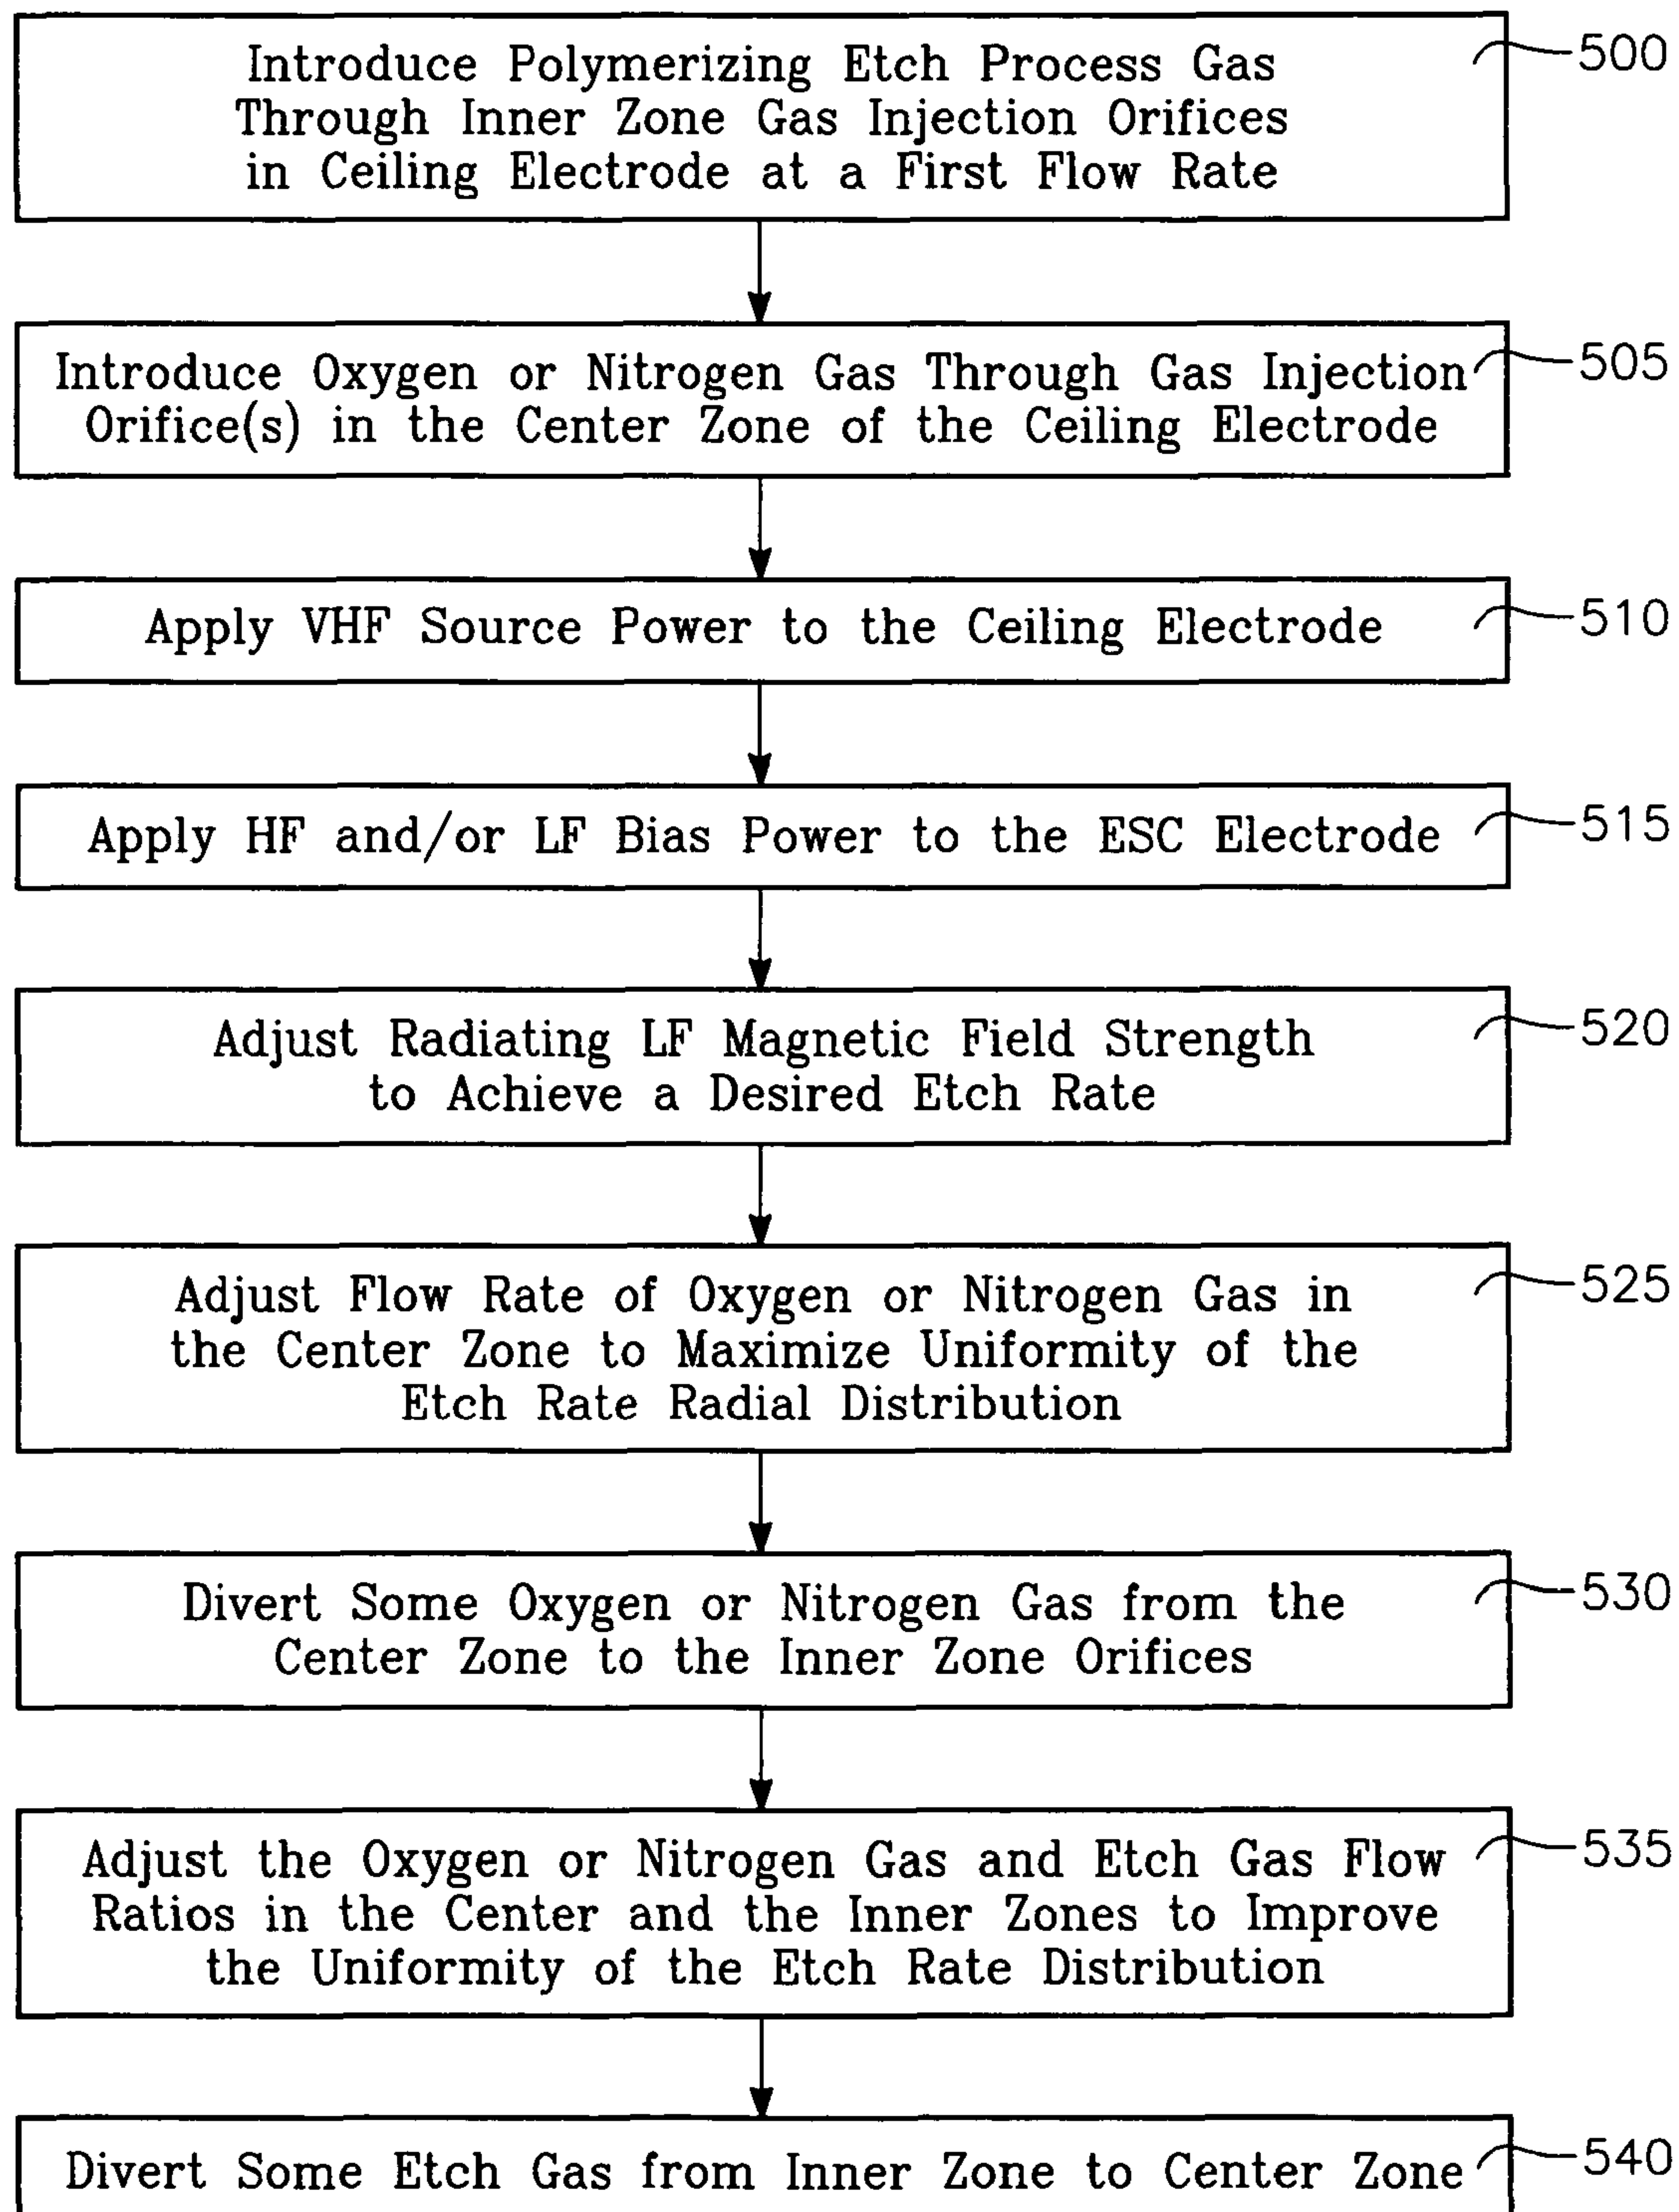 Introduce Polymerizing Etch Process Gas
Through Inner Zone Gas Injection Orifices
in Ceiling Electrode at a First Flow Rate
500
Introduce Oxygen or Nitrogen Gas Through Gas Injection
Orifice(s) in the Center Zone of the Ceiling Electrode
505
Apply VHF Source Power to the Ceiling Electrode
510
Apply HF and/or LF Bias Power to the ESC Electrode
515
Adjust Radiating LF Magnetic Field Strength
to Achieve a Desired Etch Rate
520
Adjust Flow Rate of Oxygen or Nitrogen Gas in
the Center Zone to Maximize Uniformity of the
Etch Rate Radial Distribution
525
Divert Some Oxygen or Nitrogen Gas from the
Center Zone to the Inner Zone Orifices
530
Adjust the Oxygen or Nitrogen Gas and Etch Gas Flow
Ratios in the Center and the Inner Zones to Improve
the Uniformity of the Etch Rate Distribution
535
Divert Some Etch Gas from Inner Zone to Center Zone
540